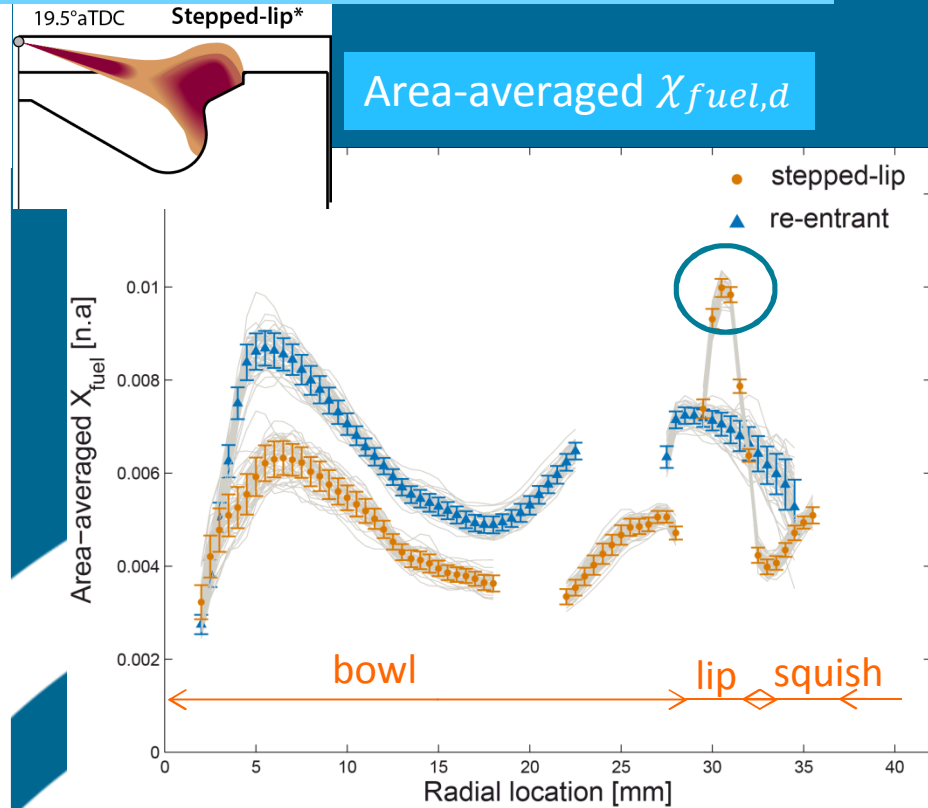 19.5°aTDC Stepped-lip*
Area-averaged χ_fuel,d
stepped-lip
re-entrant
Area−averaged X_fuel [n.a]
0.01
0.008
0.006
0.004
0.002
0
bowl
lip
squish
0 5 10 15 20 25 30 35 40
Radial location [mm]